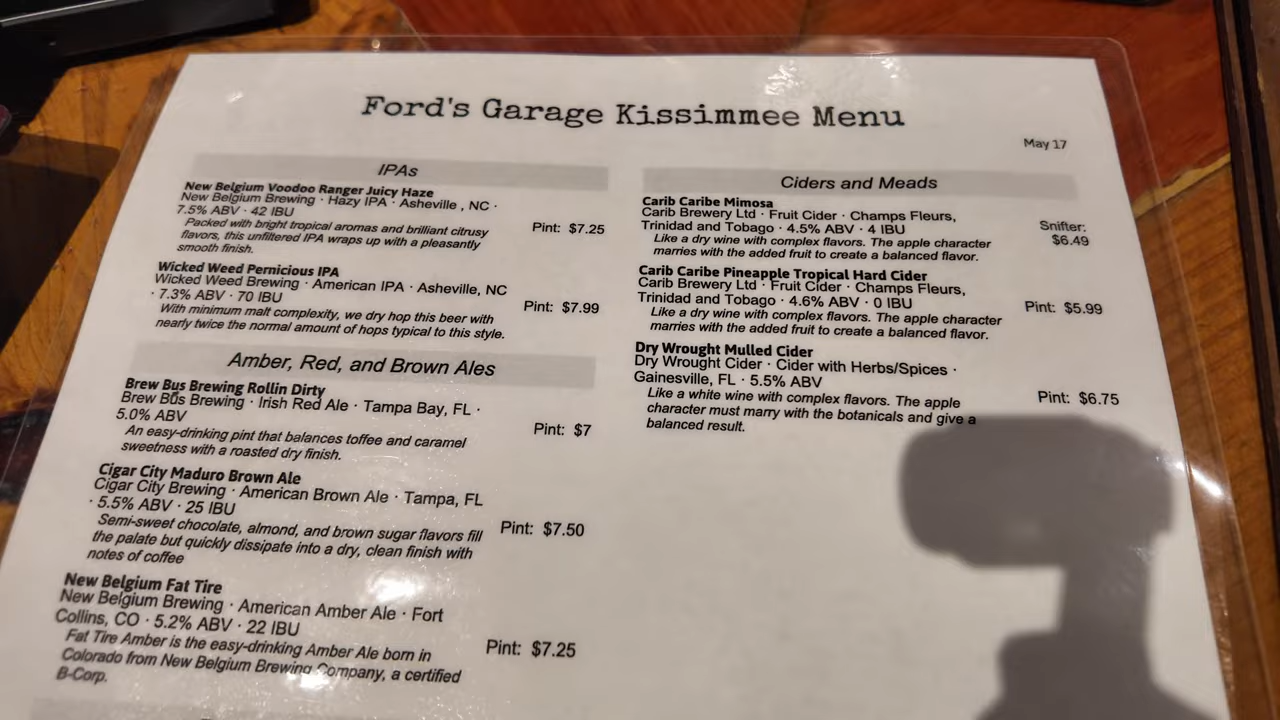 Ford's Garage Kissimmee Menu
May 17
IPAs
New Belgium Voodoo Ranger Juicy Haze
New Belgium Brewing · Hazy IPA · Asheville , NC ·
7.5% ABV · 42 IBU
Packed with bright tropical aromas and brilliant citrusy
flavors, this unfiltered IPA wraps up with a pleasantly
smooth finish.
Pint: $7.25
Wicked Weed Pernicious IPA
Wicked Weed Brewing · American IPA · Asheville, NC
· 7.3% ABV · 70 IBU
With minimum malt complexity, we dry hop this beer with
nearly twice the normal amount of hops typical to this style.
Pint: $7.99
Amber, Red, and Brown Ales
Brew Bus Brewing Rollin Dirty
Brew Bus Brewing · Irish Red Ale · Tampa Bay, FL ·
5.0% ABV
An easy-drinking pint that balances toffee and caramel
sweetness with a roasted dry finish.
Pint: $7
Cigar City Maduro Brown Ale
Cigar City Brewing · American Brown Ale · Tampa, FL
· 5.5% ABV · 25 IBU
Semi-sweet chocolate, almond, and brown sugar flavors fill
the palate but quickly dissipate into a dry, clean finish with
notes of coffee
Pint: $7.50
New Belgium Fat Tire
New Belgium Brewing · American Amber Ale · Fort
Collins, CO · 5.2% ABV · 22 IBU
Fat Tire Amber is the easy-drinking Amber Ale born in
Colorado from New Belgium Brewing Company, a certified
B-Corp.
Pint: $7.25
Ciders and Meads
Carib Caribe Mimosa
Carib Brewery Ltd · Fruit Cider · Champs Fleurs,
Trinidad and Tobago · 4.5% ABV · 4 IBU
Like a dry wine with complex flavors. The apple character
marries with the added fruit to create a balanced flavor.
Snifter:
$6.49
Carib Caribe Pineapple Tropical Hard Cider
Carib Brewery Ltd · Fruit Cider · Champs Fleurs,
Trinidad and Tobago · 4.6% ABV · 0 IBU
Like a dry wine with complex flavors. The apple character
marries with the added fruit to create a balanced flavor.
Pint: $5.99
Dry Wrought Mulled Cider
Dry Wrought Cider · Cider with Herbs/Spices ·
Gainesville, FL · 5.5% ABV
Like a white wine with complex flavors. The apple
character must marry with the botanicals and give a
balanced result.
Pint: $6.75